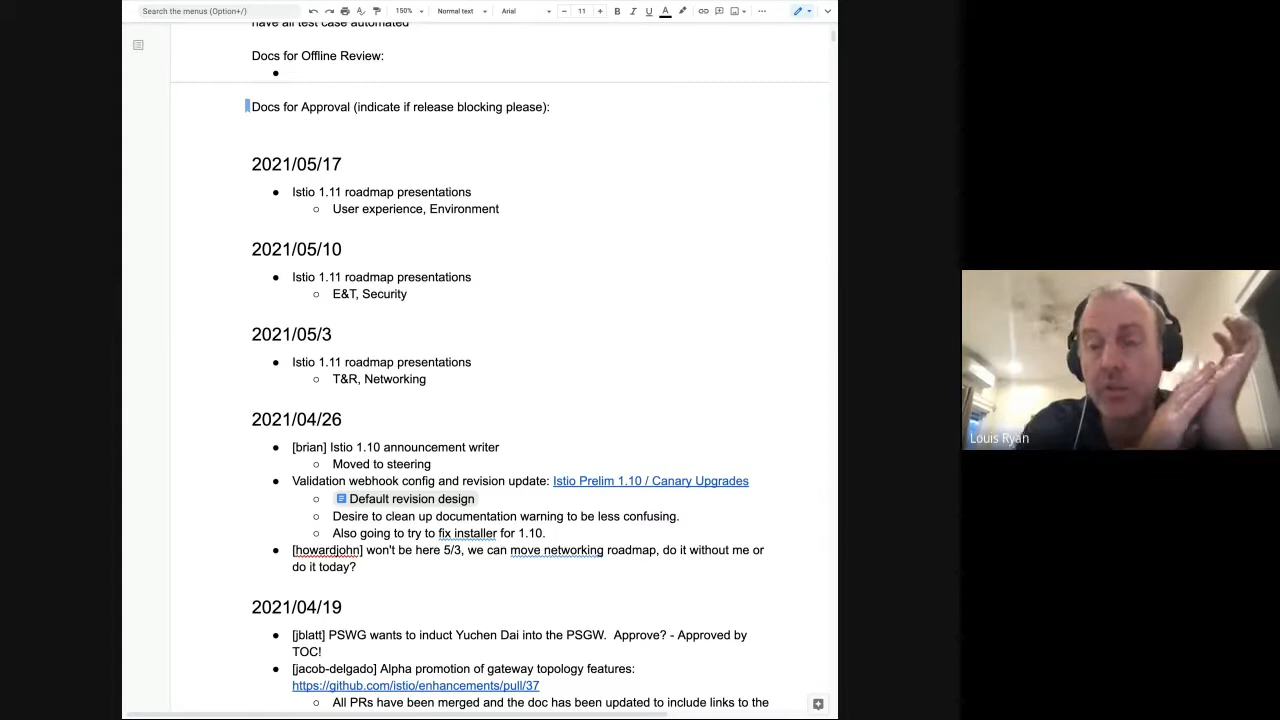 Search the menus (Option+/)
150%
Normal text
Arial
11
B
I
U
A
have all test case automated
Docs for Offline Review:
Docs for Approval (indicate if release blocking please):
2021/05/17
● Istio 1.11 roadmap presentations
○ User experience, Environment
2021/05/10
● Istio 1.11 roadmap presentations
○ E&T, Security
2021/05/3
● Istio 1.11 roadmap presentations
○ T&R, Networking
2021/04/26
● [brian] Istio 1.10 announcement writer
○ Moved to steering
● Validation webhook config and revision update: Istio Prelim 1.10 / Canary Upgrades
○ Default revision design
○ Desire to clean up documentation warning to be less confusing.
○ Also going to try to fix installer for 1.10.
● [howardjohn] won't be here 5/3, we can move networking roadmap, do it without me or
do it today?
2021/04/19
● [jblatt] PSWG wants to induct Yuchen Dai into the PSGW. Approve? - Approved by
TOC!
● [jacob-delgado] Alpha promotion of gateway topology features:
https://github.com/istio/enhancements/pull/37
○ All PRs have been merged and the doc has been updated to include links to the
Louis Ryan